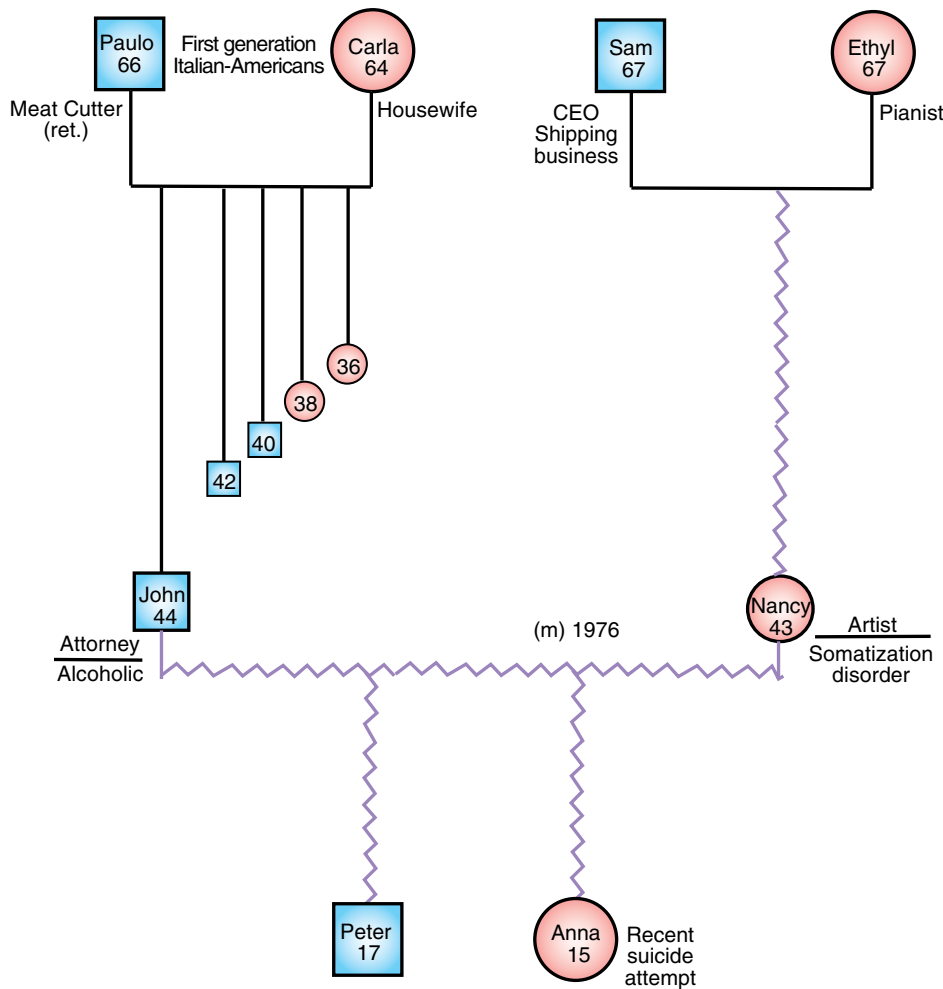 Paulo
66
First generation
Italian-Americans
Carla
64
Sam
67
Ethyl
67
Meat Cutter
(ret.)
Housewife
CEO
Shipping
business
Pianist
36
38
40
42
John
44
Attorney
Alcoholic
(m) 1976
Nancy
43
Artist
Somatization
disorder
Peter
17
Anna
15
Recent
suicide
attempt